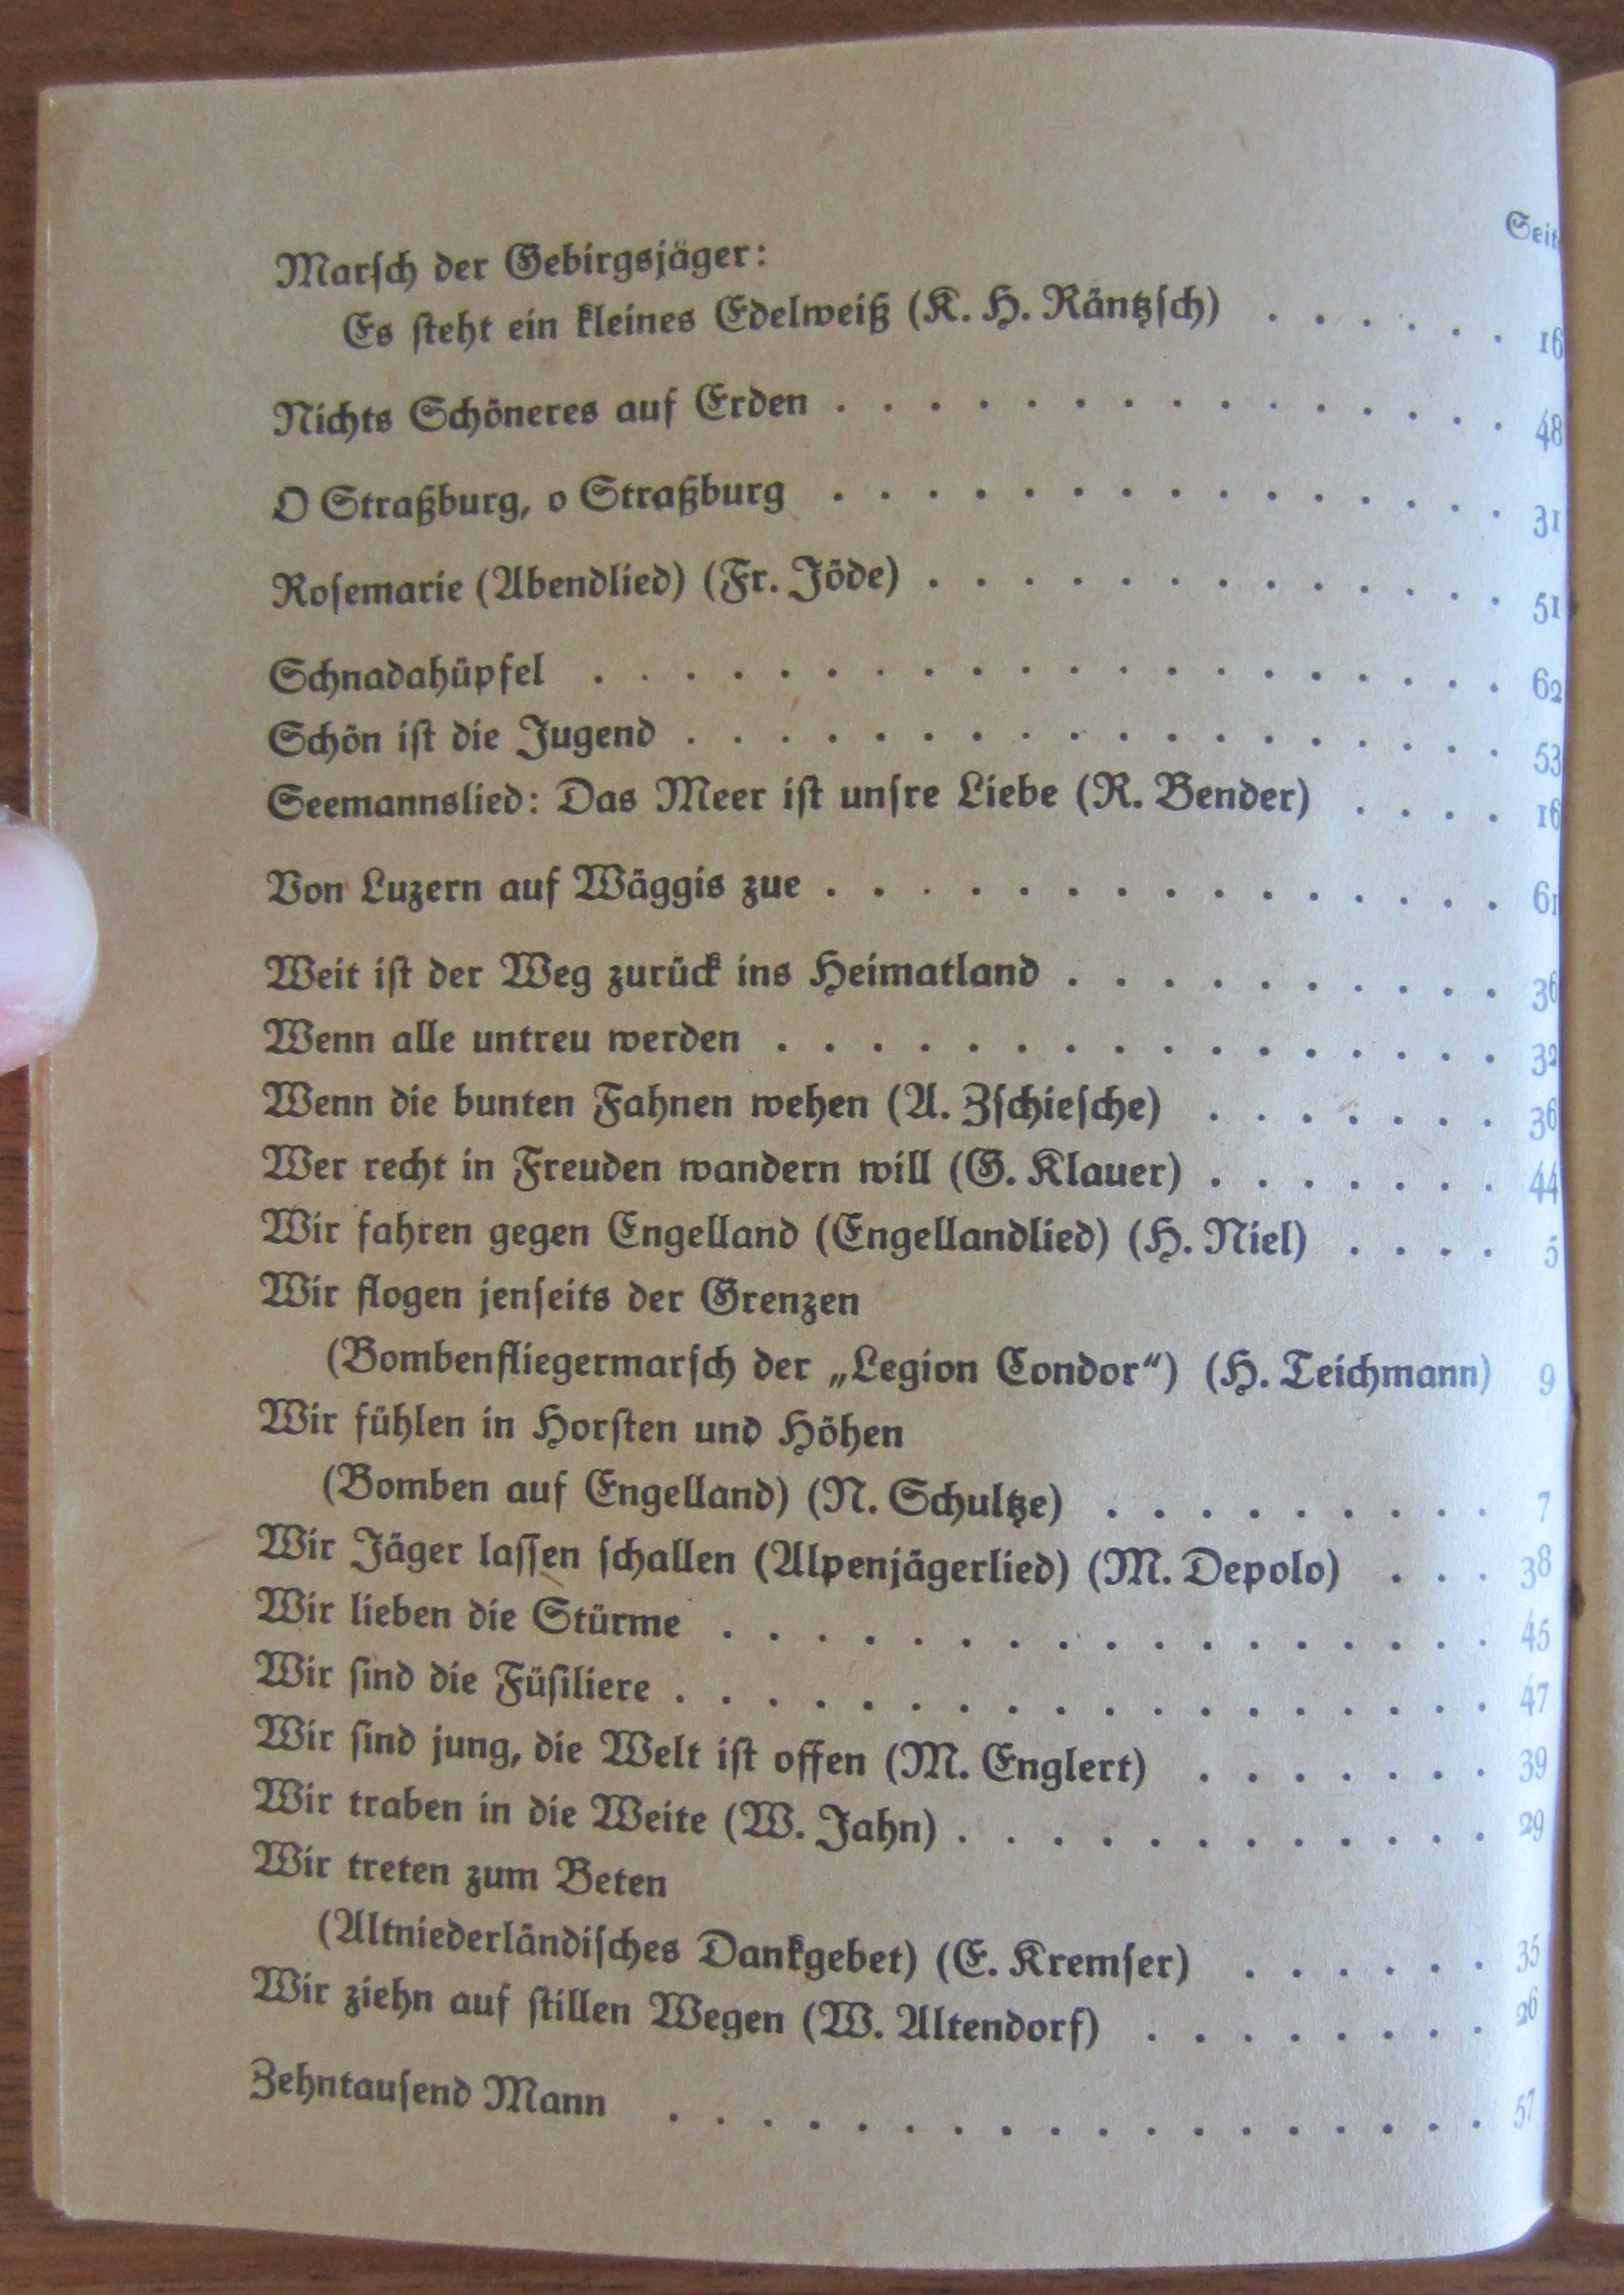 Seite
Marſch der Gebirgsjäger:
Es ſteht ein kleines Edelweiß (K. H. Räntzſch) . . . . . . 16
Nichts Schöneres auf Erden . . . . . . . . . . . . . . . 48
O Straßburg, o Straßburg . . . . . . . . . . . . . . . 31
Roſemarie (Abendlied) (Fr. Jöde) . . . . . . . . . . . . . 51
Schnadahüpfel . . . . . . . . . . . . . . . . . . . . 62
Schön iſt die Jugend . . . . . . . . . . . . . . . . . . 53
Seemannslied: Das Meer iſt unſre Liebe (R. Bender) . . . . 16
Von Luzern auf Wäggis zue . . . . . . . . . . . . . . . 61
Weit iſt der Weg zurück ins Heimatland . . . . . . . . . . 36
Wenn alle untreu werden . . . . . . . . . . . . . . . . 32
Wenn die bunten Fahnen wehen (A. Zſchieſche) . . . . . . . 36
Wer recht in Freuden wandern will (G. Klauer) . . . . . . . 44
Wir fahren gegen Engelland (Engellandlied) (H. Niel) . . . . 5
Wir flogen jenſeits der Grenzen
(Bombenfliegermarſch der „Legion Condor“) (H. Teichmann) 9
Wir fühlen in Horſten und Höhen
(Bomben auf Engelland) (N. Schultze) . . . . . . . . . 7
Wir Jäger laſſen ſchallen (Alpenjägerlied) (M. Depolo) . . . 38
Wir lieben die Stürme . . . . . . . . . . . . . . . . . 45
Wir ſind die Füſiliere . . . . . . . . . . . . . . . . . . 47
Wir ſind jung, die Welt iſt offen (M. Englert) . . . . . . . 39
Wir traben in die Weite (W. Jahn) . . . . . . . . . . . . 29
Wir treten zum Beten
(Altniederländiſches Dankgebet) (E. Kremſer) . . . . . . 35
Wir ziehn auf ſtillen Wegen (W. Altendorf) . . . . . . . . 26
Zehntauſend Mann . . . . . . . . . . . . . . . . . . 57